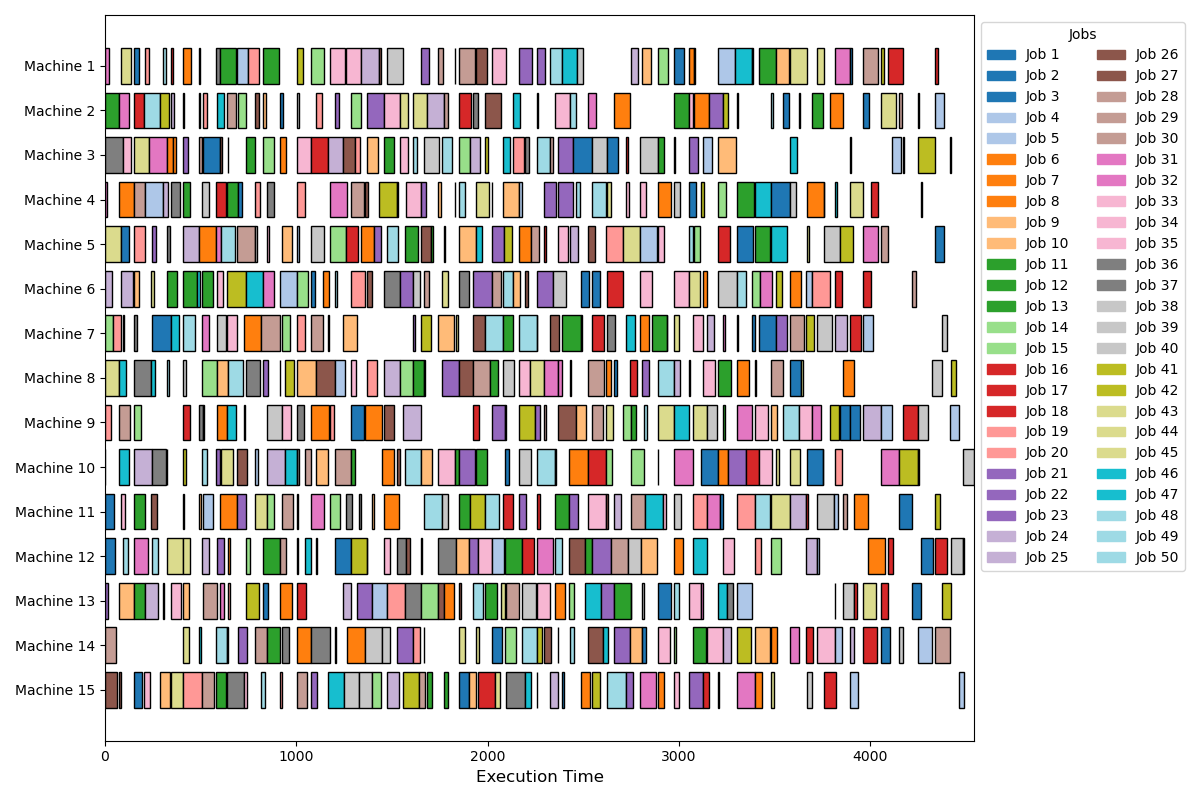 Machine 1
Machine 2
Machine 3
Machine 4
Machine 5
Machine 6
Machine 7
Machine 8
Machine 9
Machine 10
Machine 11
Machine 12
Machine 13
Machine 14
Machine 15
0 1000 2000 3000 4000
Execution Time
Jobs
Job 1 Job 26
Job 2 Job 27
Job 3 Job 28
Job 4 Job 29
Job 5 Job 30
Job 6 Job 31
Job 7 Job 32
Job 8 Job 33
Job 9 Job 34
Job 10 Job 35
Job 11 Job 36
Job 12 Job 37
Job 13 Job 38
Job 14 Job 39
Job 15 Job 40
Job 16 Job 41
Job 17 Job 42
Job 18 Job 43
Job 19 Job 44
Job 20 Job 45
Job 21 Job 46
Job 22 Job 47
Job 23 Job 48
Job 24 Job 49
Job 25 Job 50